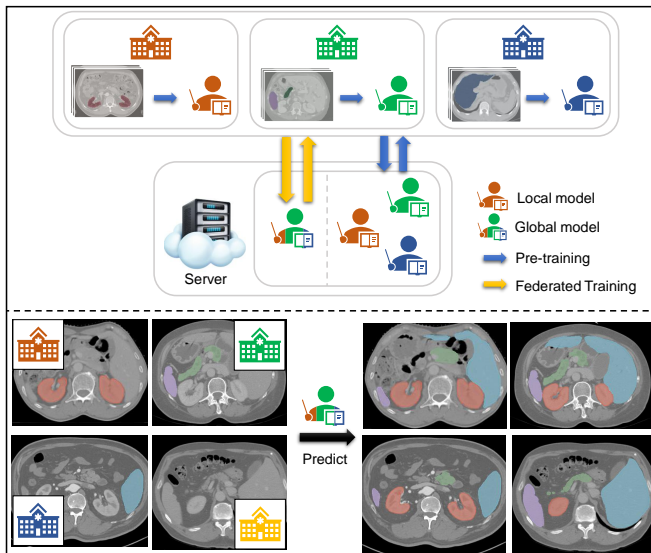 Local model
Global model
Pre-training
Federated Training
Server
Predict